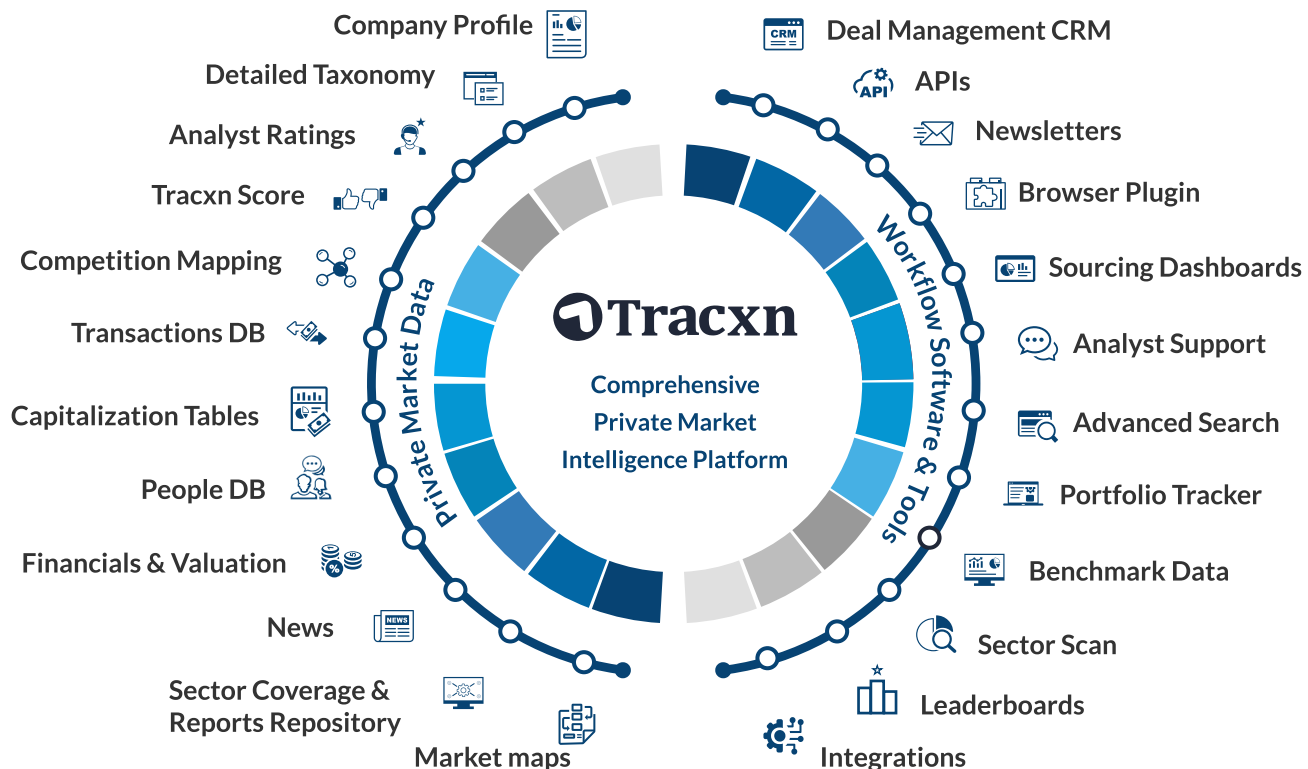 Company Profile
Detailed Taxonomy
Analyst Ratings
Tracxn Score
Competition Mapping
Transactions DB
Capitalization Tables
People DB
Financials & Valuation
%
News
NEWS
Sector Coverage &
Reports Repository
Market maps
Private Market Data
Tracxn
Comprehensive
Private Market
Intelligence Platform
Workflow Software & Tools
CRM
Deal Management CRM
API
APIs
Newsletters
Browser Plugin
Sourcing Dashboards
Analyst Support
Advanced Search
Portfolio Tracker
Benchmark Data
Sector Scan
Leaderboards
Integrations